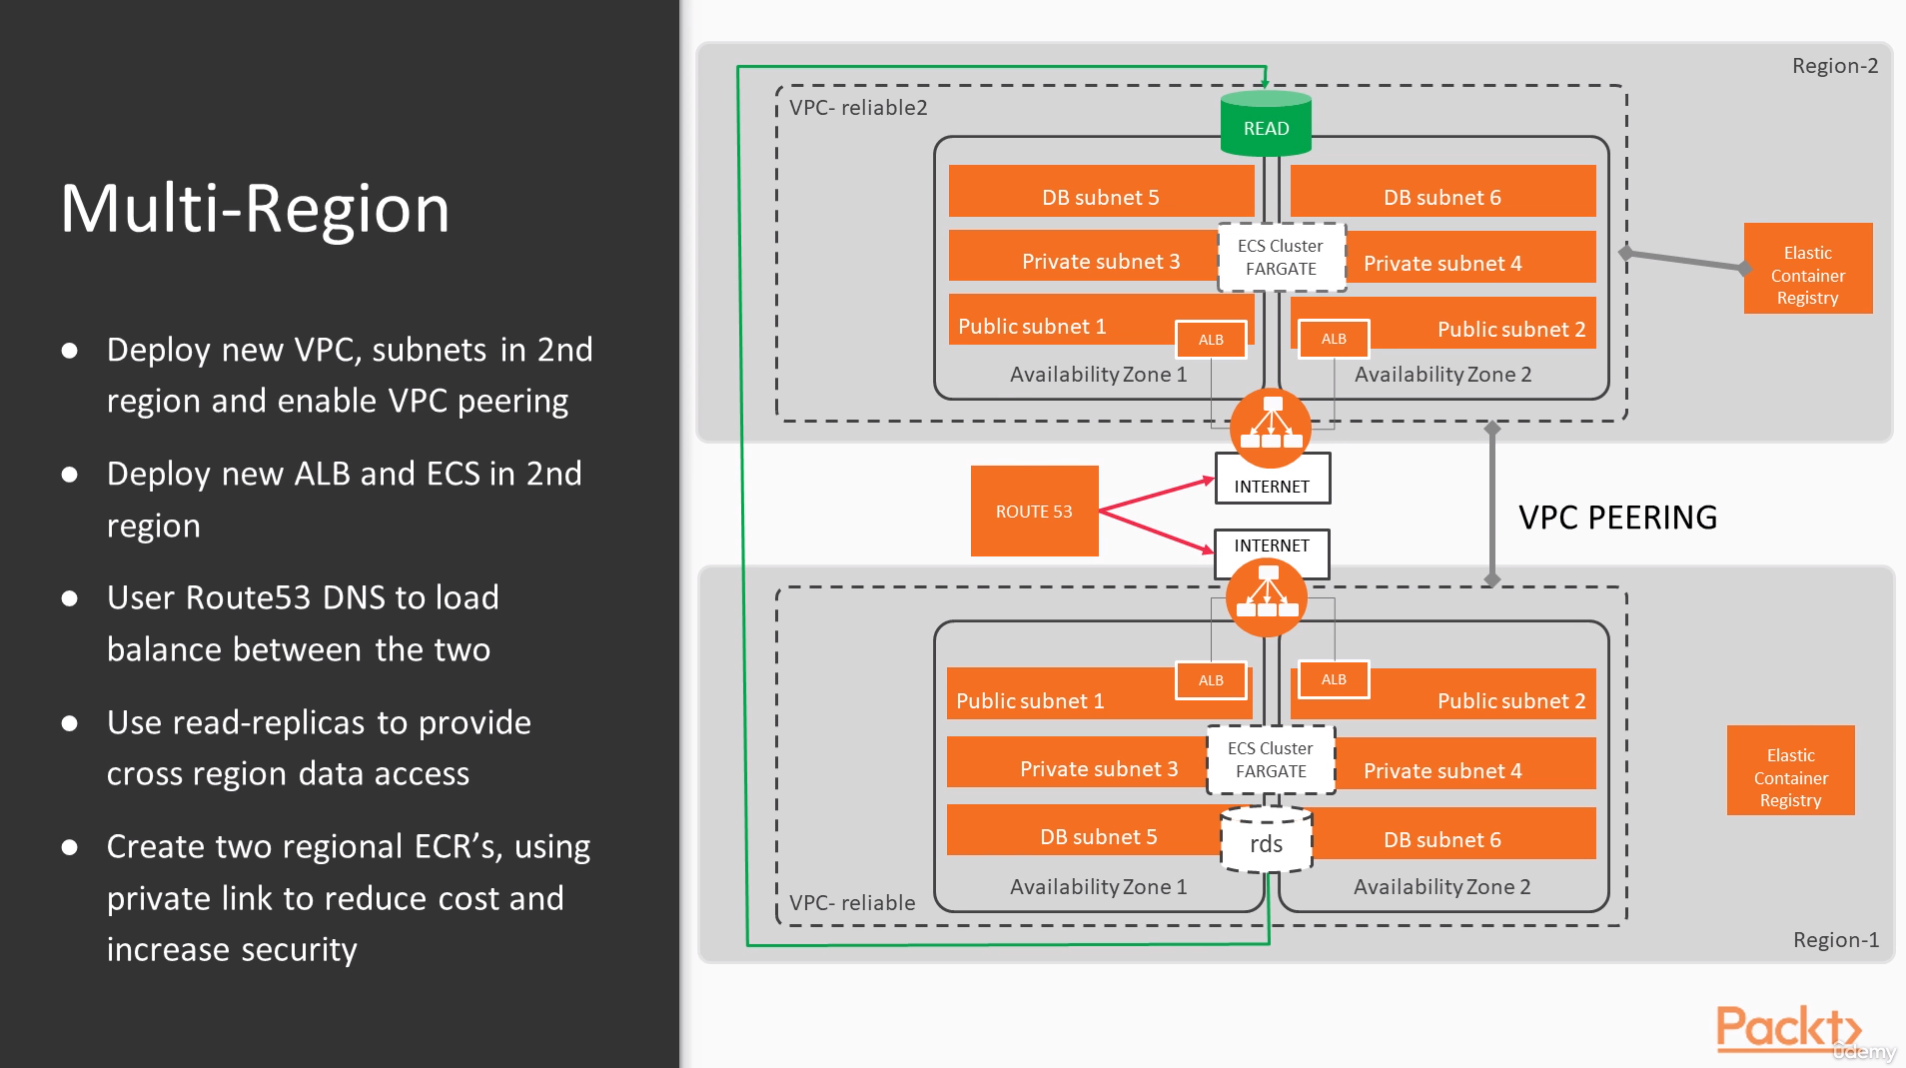 Multi-Region
● Deploy new VPC, subnets in 2nd
region and enable VPC peering
● Deploy new ALB and ECS in 2nd
region
● User Route53 DNS to load
balance between the two
● Use read-replicas to provide
cross region data access
● Create two regional ECR’s, using
private link to reduce cost and
increase security
Region-2
VPC- reliable2
READ
DB subnet 5
DB subnet 6
ECS Cluster
FARGATE
Private subnet 3
Private subnet 4
Public subnet 1
ALB
ALB
Public subnet 2
Availability Zone 1
Availability Zone 2
Elastic
Container
Registry
INTERNET
ROUTE 53
VPC PEERING
INTERNET
Public subnet 1
ALB
ALB
Public subnet 2
ECS Cluster
FARGATE
Private subnet 3
Private subnet 4
DB subnet 5
rds
DB subnet 6
Availability Zone 1
Availability Zone 2
VPC- reliable
Elastic
Container
Registry
Region-1
Packt
ûdemy